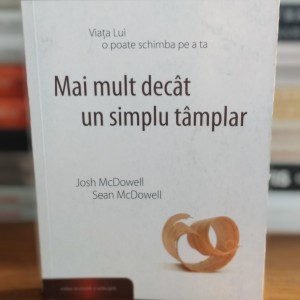 Viața Lui
o poate schimba pe a ta
Mai mult decât
un simplu tâmplar
Josh McDowell
Sean McDowell